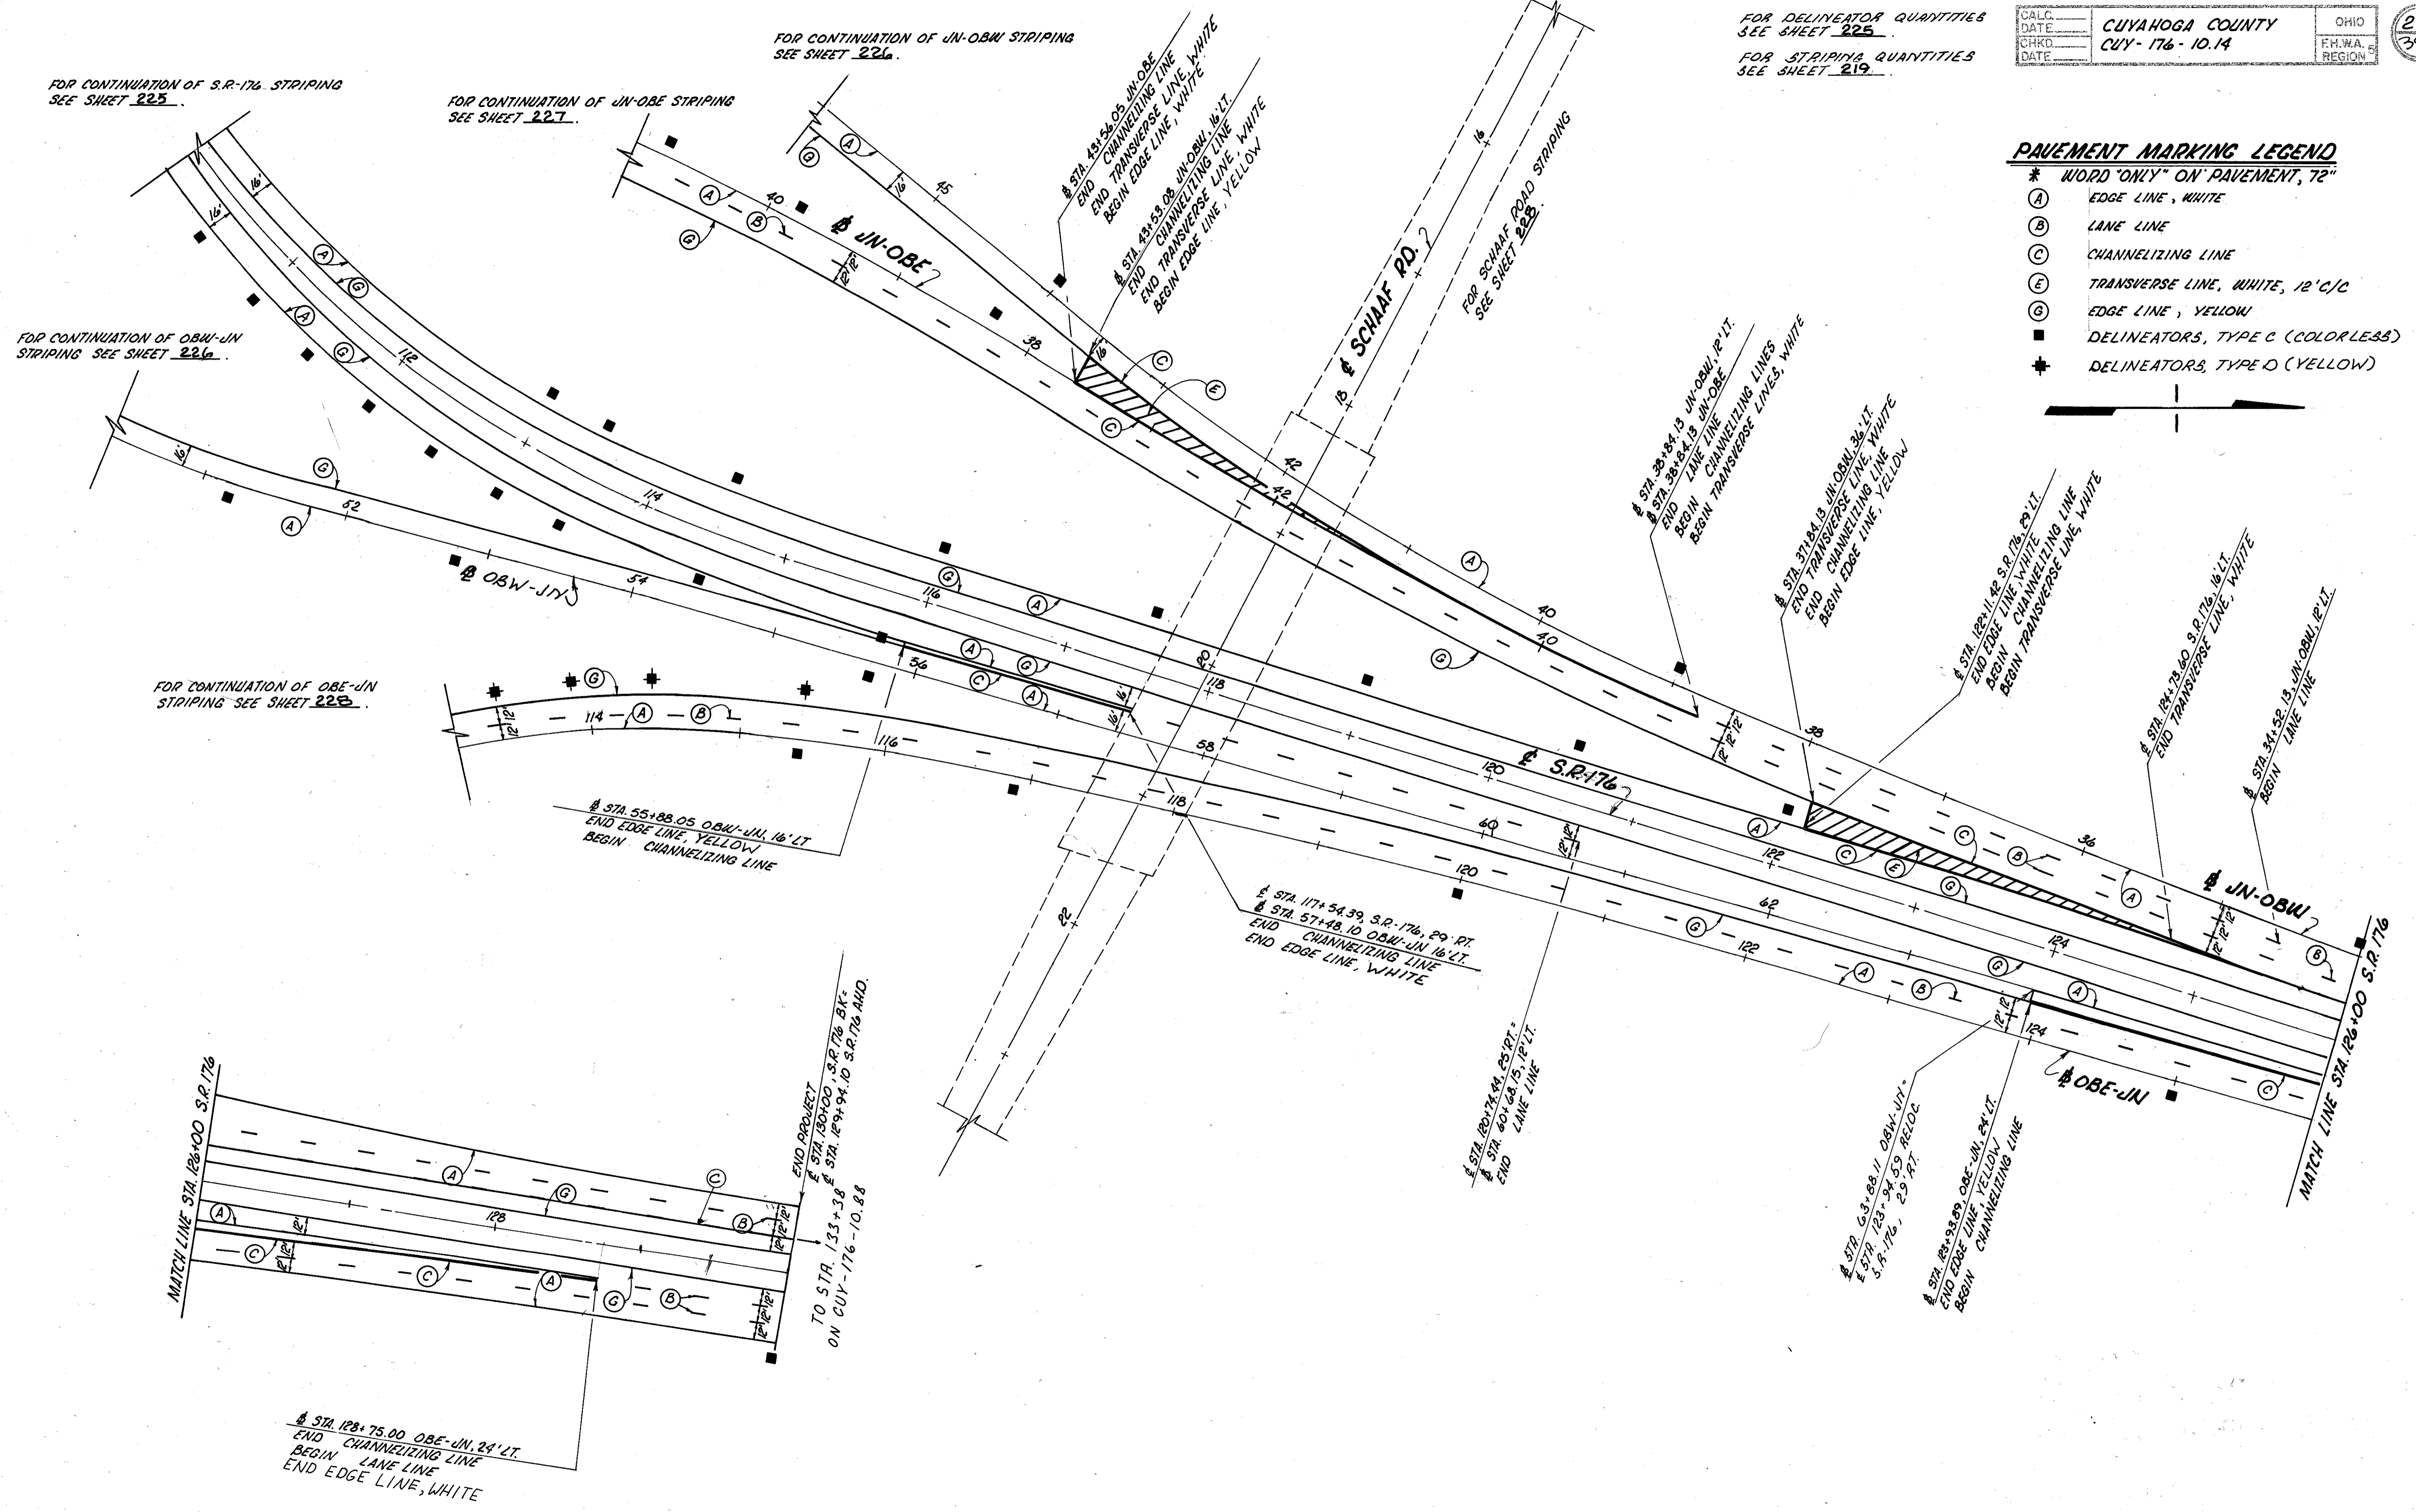 FOR DELINEATOR QUANTITIES
SEE SHEET 225.
FOR STRIPING QUANTITIES
SEE SHEET 219.
CALC.
DATE
CHKD.
DATE
CUYAHOGA COUNTY
CUY-176-10.14
OHIO
F.H.W.A. 5
REGION
PAVEMENT MARKING LEGEND
* WORD "ONLY" ON PAVEMENT, 72"
A EDGE LINE, WHITE
B LANE LINE
C CHANNELIZING LINE
E TRANSVERSE LINE, WHITE, 12' C/C
G EDGE LINE, YELLOW
DELINEATORS, TYPE C (COLORLESS)
DELINEATORS, TYPE D (YELLOW)
FOR CONTINUATION OF S.R.-176 STRIPING
SEE SHEET 225.
FOR CONTINUATION OF JN-OBE STRIPING
SEE SHEET 227.
FOR CONTINUATION OF JN-OBW STRIPING
SEE SHEET 226.
FOR CONTINUATION OF OBW-JN
STRIPING SEE SHEET 226.
FOR CONTINUATION OF OBE-JN
STRIPING SEE SHEET 228.
℄ STA. 43+56.05 JN-OBE
END CHANNELIZING LINE
END TRANSVERSE LINE, WHITE
BEGIN EDGE LINE, WHITE
℄ STA. 43+53.08 JN-OBW, 16' LT.
END CHANNELIZING LINE
END TRANSVERSE LINE, WHITE
BEGIN EDGE LINE, YELLOW
FOR SCHAAF ROAD STRIPING
SEE SHEET 228.
℄ SCHAAF RD.
℄ JN-OBE
℄ OBW-JN
℄ S.R.-176
℄ JN-OBW
℄ OBE-JN
℄ STA. 38+84.13 JN-OBW, 12' LT.
℄ STA. 38+84.13 JN-OBE
END LANE LINE
BEGIN CHANNELIZING LINES
BEGIN TRANSVERSE LINES, WHITE
℄ STA. 37+84.13 JN-OBW, 36' LT.
END TRANSVERSE LINE, WHITE
END CHANNELIZING LINE
BEGIN EDGE LINE, YELLOW
℄ STA. 122+11.42 S.R. 176, 29' LT.
END EDGE LINE, WHITE
BEGIN CHANNELIZING LINE
BEGIN TRANSVERSE LINE, WHITE
℄ STA. 124+73.60 S.R. 176, 16' LT.
END TRANSVERSE LINE, WHITE
℄ STA. 34+52.13, JN-OBW, 12' LT.
BEGIN LANE LINE
℄ STA. 55+88.05 OBW-JN, 16' LT
END EDGE LINE, YELLOW
BEGIN CHANNELIZING LINE
℄ STA. 117+54.39, S.R.-176, 29' RT.
℄ STA. 57+48.10 OBW-JN 16' LT.
END CHANNELIZING LINE
END EDGE LINE, WHITE
℄ STA. 120+74.44, 25' RT. =
℄ STA. 60+68.15, 12' LT.
END LANE LINE
℄ STA. 63+88.11 OBW-JN =
℄ STA. 123+94.59 RELOC.
S.R-176, 29' RT.
℄ STA. 123+93.89, OBE-JN, 24' LT.
END EDGE LINE, YELLOW
BEGIN CHANNELIZING LINE
MATCH LINE STA. 126+00 S.R. 176
MATCH LINE STA. 126+00 S.R. 176
END PROJECT
℄ STA. 130+00, S.R. 176 BK=
℄ STA. 129+94.10 S.R. 176 AHD.
TO STA. 133+38
ON CUY-176-10.88
℄ STA. 128+75.00 OBE-JN, 24' LT.
END CHANNELIZING LINE
BEGIN LANE LINE
END EDGE LINE, WHITE